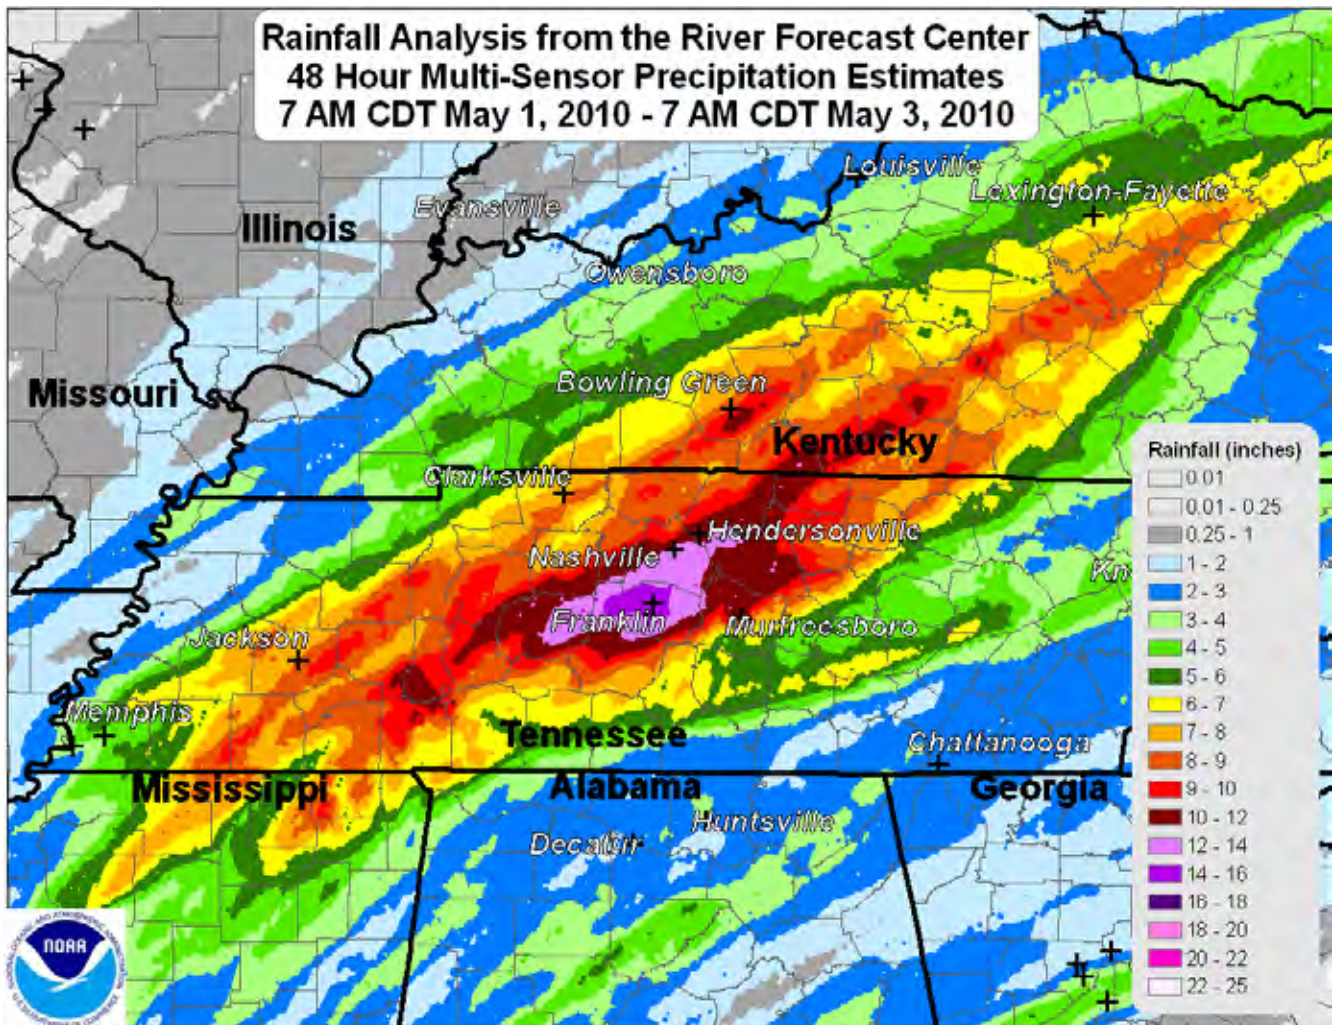 Rainfall Analysis from the River Forecast Center
48 Hour Multi-Sensor Precipitation Estimates
7 AM CDT May 1, 2010 - 7 AM CDT May 3, 2010
Louisville
Lexington-Fayette
Evansville
Illinois
Owensboro
Missouri
Bowling Green
Kentucky
Clarksville
Hendersonville
Nashville
Kn
Franklin
Murfreesboro
Jackson
Memphis
Tennessee
Chattanooga
Mississippi
Alabama
Georgia
Huntsville
Decatur
Rainfall (inches)
0.01
0.01 - 0.25
0.25 - 1
1 - 2
2 - 3
3 - 4
4 - 5
5 - 6
6 - 7
7 - 8
8 - 9
9 - 10
10 - 12
12 - 14
14 - 16
16 - 18
18 - 20
20 - 22
22 - 25
NOAA